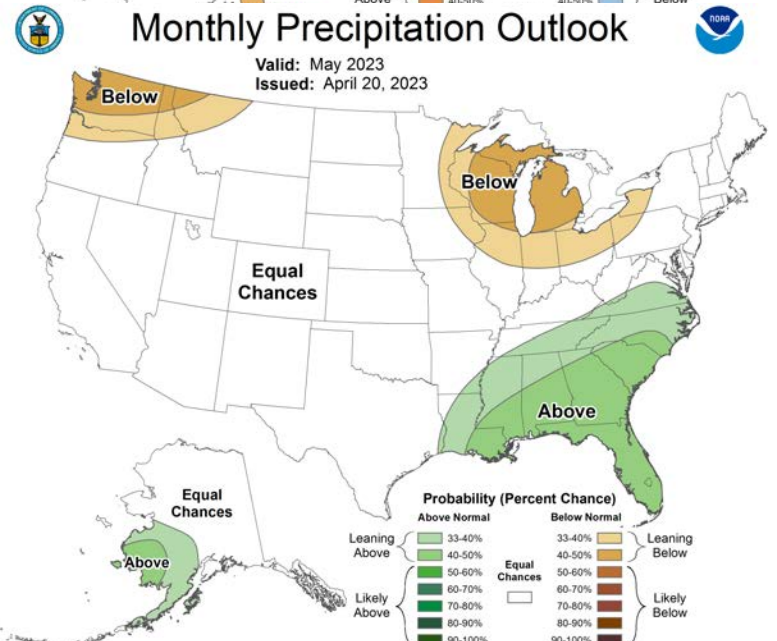 Above
Below
Monthly Precipitation Outlook
NOAA
Valid: May 2023
Issued: April 20, 2023
Below
Below
Equal
Chances
Above
Equal
Chances
Above
Probability (Percent Chance)
Above Normal
Below Normal
Leaning
Above
33-40%
40-50%
50-60%
60-70%
70-80%
80-90%
90-100%
Likely
Above
Equal
Chances
33-40%
40-50%
50-60%
60-70%
70-80%
80-90%
90-100%
Leaning
Below
Likely
Below